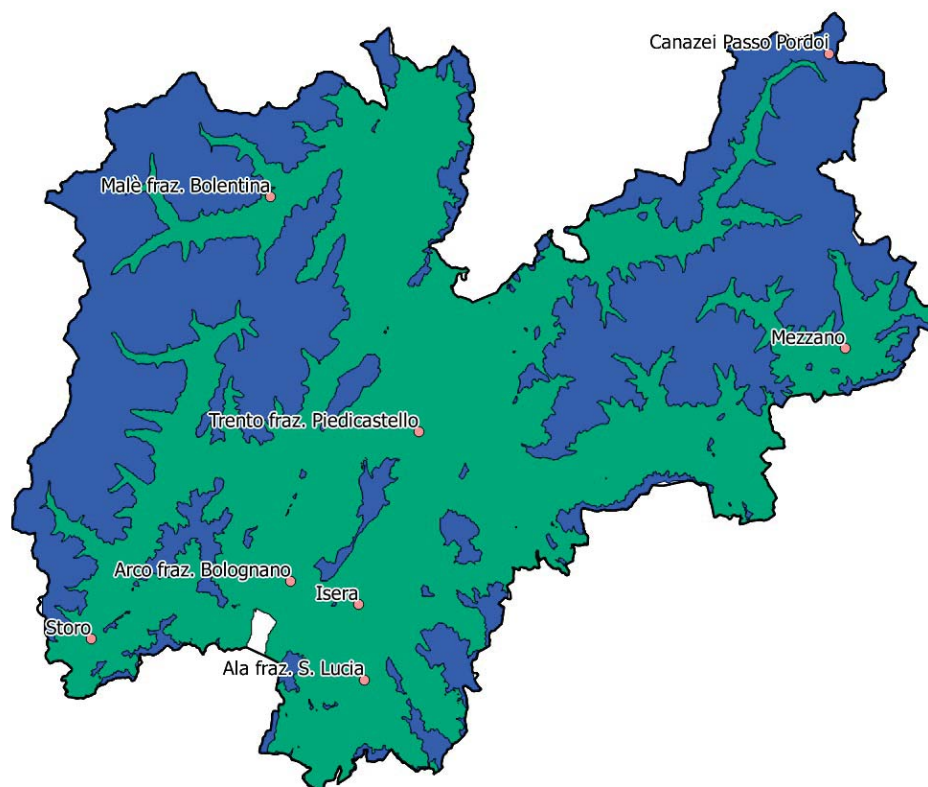 Canazei Passo Pordoi
Malè fraz. Bolentina
Mezzano
Trento fraz. Piedicastello
Arco fraz. Bolognano
Isera
Storo
Ala fraz. S. Lucia